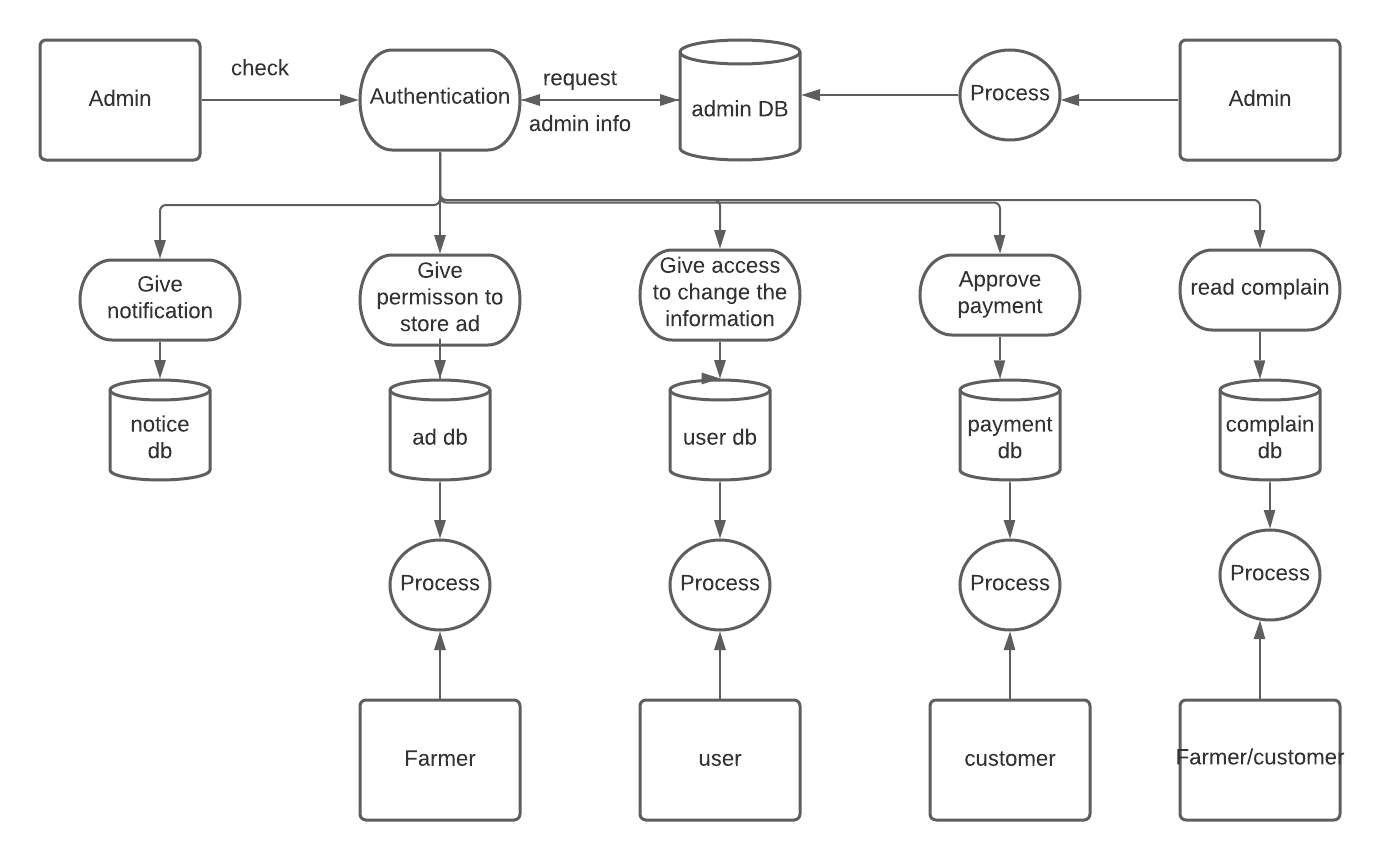 Admin
check
Authentication
request
admin info
admin DB
Process
Admin
Give
notification
Give
permisson to
store ad
Give access
to change the
information
Approve
payment
read complain
notice
db
ad db
user db
payment
db
complain
db
Process
Process
Process
Process
Farmer
user
customer
Farmer/customer